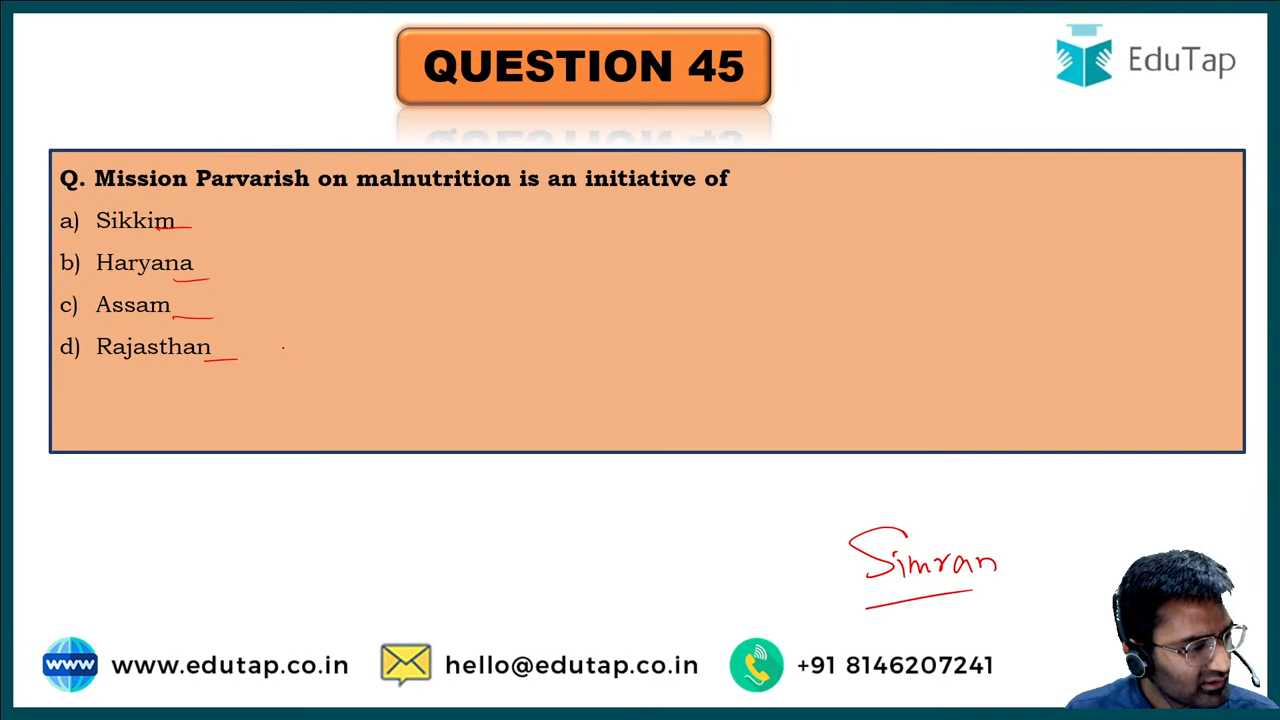 QUESTION 45
EduTap
Q. Mission Parvarish on malnutrition is an initiative of
a) Sikkim
b) Haryana
c) Assam
d) Rajasthan
Simran
www www.edutap.co.in hello@edutap.co.in +91 8146207241